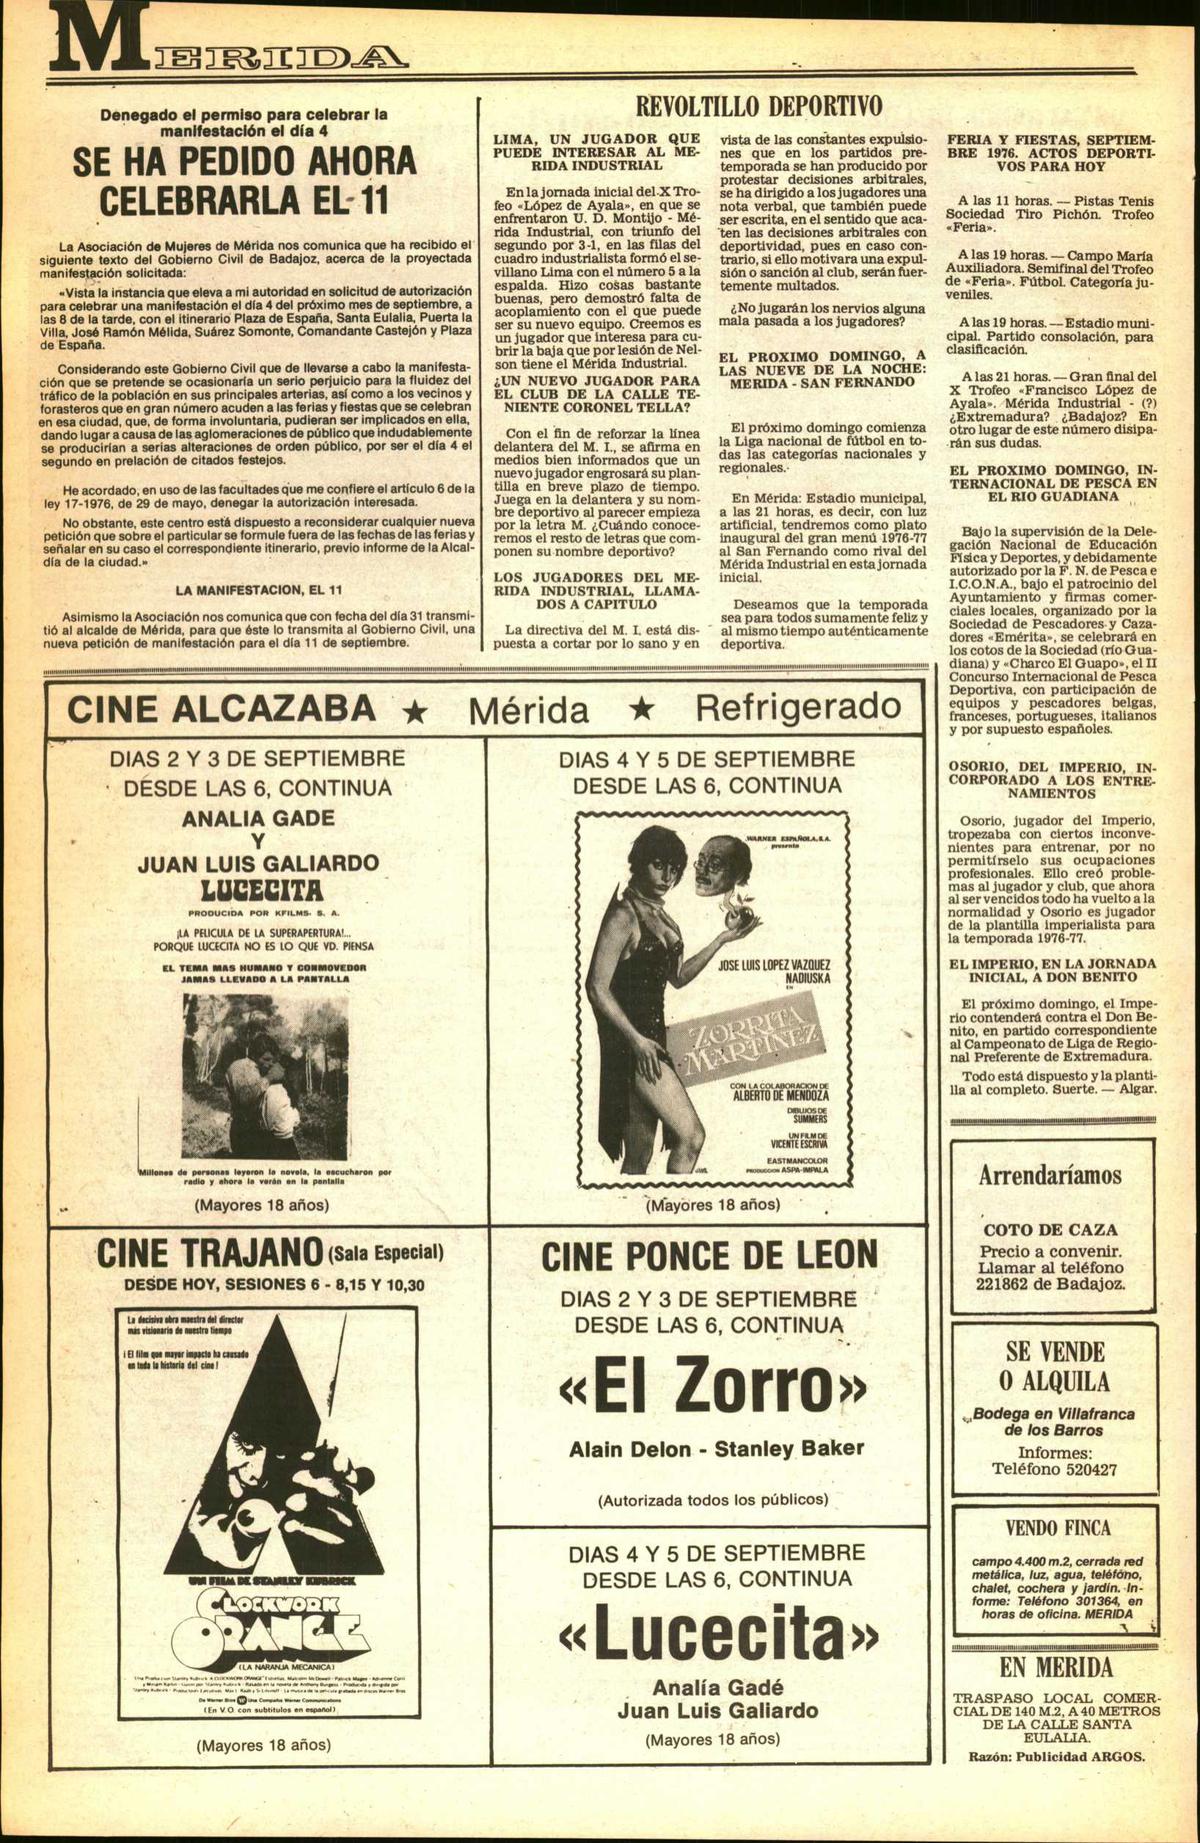 MERIDA
Denegado el permiso para celebrar la
manifestación el día 4
SE HA PEDIDO AHORA
CELEBRARLA EL 11
La Asociación de Mujeres de Mérida nos comunica que ha recibido el
siguiente texto del Gobierno Civil de Badajoz, acerca de la proyectada
manifestación solicitada:
«Vista la instancia que eleva a mi autoridad en solicitud de autorización
para celebrar una manifestación el día 4 del próximo mes de septiembre, a
las 8 de la tarde, con el itinerario Plaza de España, Santa Eulalia, Puerta la
Villa, José Ramón Mélida, Suárez Somonte, Comandante Castejón y Plaza
de España.
Considerando este Gobierno Civil que de llevarse a cabo la manifesta-
ción que se pretende se ocasionaría un serio perjuicio para la fluidez del
tráfico de la población en sus principales arterias, así como a los vecinos y
forasteros que en gran número acuden a las ferias y fiestas que se celebran
en esa ciudad, que, de forma involuntaria, pudieran ser implicados en ella,
dando lugar a causa de las aglomeraciones de público que indudablemente
se producirían a serias alteraciones de orden público, por ser el día 4 el
segundo en prelación de citados festejos.
He acordado, en uso de las facultades que me confiere el artículo 6 de la
ley 17-1976, de 29 de mayo, denegar la autorización interesada.
No obstante, este centro está dispuesto a reconsiderar cualquier nueva
petición que sobre el particular se formule fuera de las fechas de las ferias y
señalar en su caso el correspondiente itinerario, previo informe de la Alcal-
día de la ciudad.»
LA MANIFESTACION, EL 11
Asimismo la Asociación nos comunica que con fecha del día 31 transmi-
tió al alcalde de Mérida, para que éste lo transmita al Gobierno Civil, una
nueva petición de manifestación para el día 11 de septiembre.
REVOLTILLO DEPORTIVO
LIMA, UN JUGADOR QUE
PUEDE INTERESAR AL ME-
RIDA INDUSTRIAL
En la jornada inicial del X Tro-
feo «López de Ayala», en que se
enfrentaron U. D. Montijo - Mé-
rida Industrial, con triunfo del
segundo por 3-1, en las filas del
cuadro industrialista formó el se-
villano Lima con el número 5 a la
espalda. Hizo cosas bastante
buenas, pero demostró falta de
acoplamiento con el que puede
ser su nuevo equipo. Creemos es
un jugador que interesa para cu-
brir la baja que por lesión de Nel-
son tiene el Mérida Industrial.
¿UN NUEVO JUGADOR PARA
EL CLUB DE LA CALLE TE-
NIENTE CORONEL TELLA?
Con el fin de reforzar la línea
delantera del M. I., se afirma en
medios bien informados que un
nuevo jugador engrosará su plan-
tilla en breve plazo de tiempo.
Juega en la delantera y su nom-
bre deportivo al parecer empieza
por la letra M. ¿Cuándo conoce-
remos el resto de letras que com-
ponen su nombre deportivo?
LOS JUGADORES DEL ME-
RIDA INDUSTRIAL, LLAMA-
DOS A CAPITULO
La directiva del M. I. está dis-
puesta a cortar por lo sano y en
vista de las constantes expulsio-
nes que en los partidos pre-
temporada se han producido por
protestar decisiones arbitrales,
se ha dirigido a los jugadores una
nota verbal, que también puede
ser escrita, en el sentido que aca-
ten las decisiones arbitrales con
deportividad, pues en caso con-
trario, si ello motivara una expul-
sión o sanción al club, serán fuer-
temente multados.
¿No jugarán los nervios alguna
mala pasada a los jugadores?
EL PROXIMO DOMINGO, A
LAS NUEVE DE LA NOCHE:
MERIDA - SAN FERNANDO
El próximo domingo comienza
la Liga nacional de fútbol en to-
das las categorías nacionales y
regionales.
En Mérida: Estadio municipal,
a las 21 horas, es decir, con luz
artificial, tendremos como plato
inaugural del gran menú 1976-77
al San Fernando como rival del
Mérida Industrial en esta jornada
inicial.
Deseamos que la temporada
sea para todos sumamente feliz y
al mismo tiempo auténticamente
deportiva.
FERIA Y FIESTAS, SEPTIEM-
BRE 1976. ACTOS DEPORTI-
VOS PARA HOY
A las 11 horas. — Pistas Tenis
Sociedad Tiro Pichón. Trofeo
«Feria».
A las 19 horas. — Campo María
Auxiliadora. Semifinal del Trofeo
de «Feria». Fútbol. Categoría ju-
veniles.
A las 19 horas. — Estadio muni-
cipal. Partido consolación, para
clasificación.
A las 21 horas. — Gran final del
X Trofeo «Francisco López de
Ayala». Mérida Industrial - (?)
¿Extremadura? ¿Badajoz? En
otro lugar de este número disipa-
rán sus dudas.
EL PROXIMO DOMINGO, IN-
TERNACIONAL DE PESCA EN
EL RIO GUADIANA
Bajo la supervisión de la Dele-
gación Nacional de Educación
Física y Deportes, y debidamente
autorizado por la F. N. de Pesca e
I.C.O.N.A., bajo el patrocinio del
Ayuntamiento y firmas comer-
ciales locales, organizado por la
Sociedad de Pescadores y Caza-
dores «Emérita», se celebrará en
los cotos de la Sociedad (río Gua-
diana) y «Charco El Guapo», el II
Concurso Internacional de Pesca
Deportiva, con participación de
equipos y pescadores belgas,
franceses, portugueses, italianos
y por supuesto españoles.
OSORIO, DEL IMPERIO, IN-
CORPORADO A LOS ENTRE-
NAMIENTOS
Osorio, jugador del Imperio,
tropezaba con ciertos inconve-
nientes para entrenar, por no
permitírselo sus ocupaciones
profesionales. Ello creó proble-
mas al jugador y club, que ahora
al ser vencidos todo ha vuelto a la
normalidad y Osorio es jugador
de la plantilla imperialista para
la temporada 1976-77.
EL IMPERIO, EN LA JORNADA
INICIAL, A DON BENITO
El próximo domingo, el Impe-
rio contenderá contra el Don Be-
nito, en partido correspondiente
al Campeonato de Liga de Regio-
nal Preferente de Extremadura.
Todo está dispuesto y la planti-
lla al completo. Suerte. — Algar.
CINE ALCAZABA ★ Mérida ★ Refrigerado
DIAS 2 Y 3 DE SEPTIEMBRE
DESDE LAS 6, CONTINUA
ANALIA GADE
Y
JUAN LUIS GALIARDO
LUCECITA
PRODUCIDA POR KFILMS. S. A.
¡LA PELICULA DE LA SUPERAPERTURA!...
PORQUE LUCECITA NO ES LO QUE VD. PIENSA
EL TEMA MAS HUMANO Y CONMOVEDOR
JAMAS LLEVADO A LA PANTALLA
Millones de personas leyeron la novela, la escucharon por
radio y ahora la verán en la pantalla
(Mayores 18 años)
DIAS 4 Y 5 DE SEPTIEMBRE
DESDE LAS 6, CONTINUA
WARNER ESPAÑOLA, S.A.
presenta
JOSE LUIS LOPEZ VAZQUEZ
NADIUSKA
EN
ZORRITA
MARTINEZ
CON LA COLABORACION DE
ALBERTO DE MENDOZA
DIBUJOS DE
SUMMERS
UN FILM DE
VICENTE ESCRIVA
EASTMANCOLOR
PRODUCCION ASPA-IMPALA
(Mayores 18 años)
CINE TRAJANO (Sala Especial)
DESDE HOY, SESIONES 6 - 8,15 Y 10,30
La decisiva obra maestra del director
más visionario de nuestro tiempo
¡El film que mayor impacto ha causado
en toda la historia del cine!
UN FILM DE STANLEY KUBRICK
CLOCKWORK
ORANGE
(LA NARANJA MECANICA)
De Warner Bros Una Compañía Warner Communications
(En V.O. con subtítulos en español)
(Mayores 18 años)
CINE PONCE DE LEON
DIAS 2 Y 3 DE SEPTIEMBRE
DESDE LAS 6, CONTINUA
«El Zorro»
Alain Delon - Stanley Baker
(Autorizada todos los públicos)
DIAS 4 Y 5 DE SEPTIEMBRE
DESDE LAS 6, CONTINUA
«Lucecita»
Analía Gadé
Juan Luis Galiardo
(Mayores 18 años)
Arrendaríamos
COTO DE CAZA
Precio a convenir.
Llamar al teléfono
221862 de Badajoz.
SE VENDE
O ALQUILA
Bodega en Villafranca
de los Barros
Informes:
Teléfono 520427
VENDO FINCA
campo 4.400 m.2, cerrada red
metálica, luz, agua, teléfono,
chalet, cochera y jardín. In-
forme: Teléfono 301364, en
horas de oficina. MERIDA
EN MERIDA
TRASPASO LOCAL COMER-
CIAL DE 140 M.2, A 40 METROS
DE LA CALLE SANTA
EULALIA.
Razón: Publicidad ARGOS.